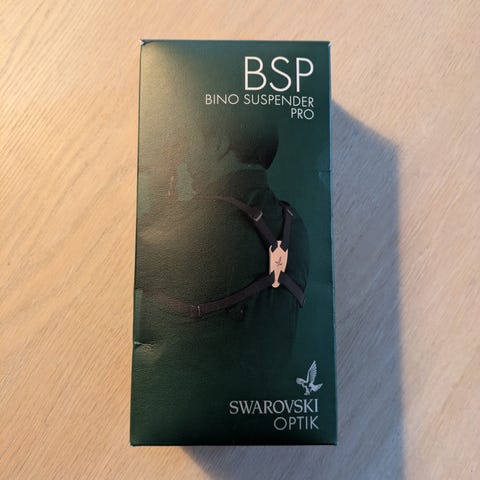 BSP
BINO SUSPENDER
PRO
SWAROVSKI
OPTIK